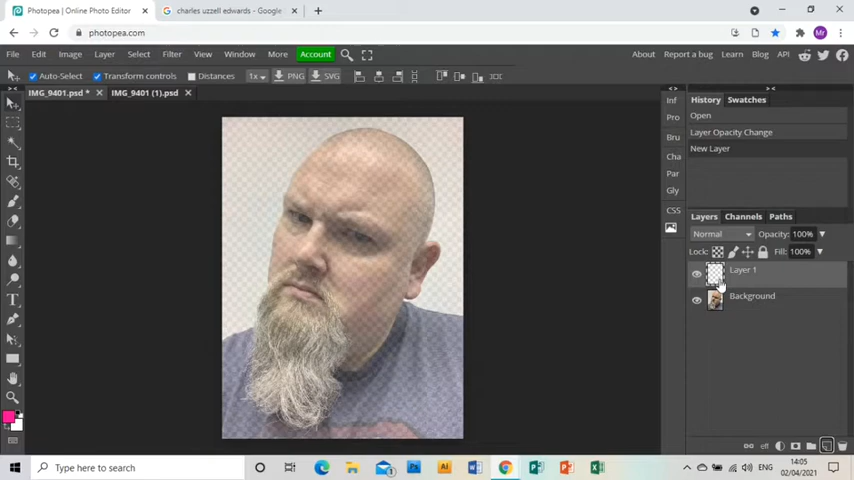 Photopea | Online Photo Editor
charles uzzell edwards - Google
photopea.com
Mr
File Edit Image Layer Select Filter View Window More Account
About Report a bug Learn Blog API
Auto-Select Transform controls Distances 1x PNG SVG
IMG_9401.psd * IMG_9401 (1).psd
Inf
Pro
Bru
Cha
Par
Gly
CSS
History Swatches
Open
Layer Opacity Change
New Layer
Layers Channels Paths
Normal Opacity: 100%
Lock: Fill: 100%
Layer 1
Background
eff
Type here to search
ENG
14:05
02/04/2021